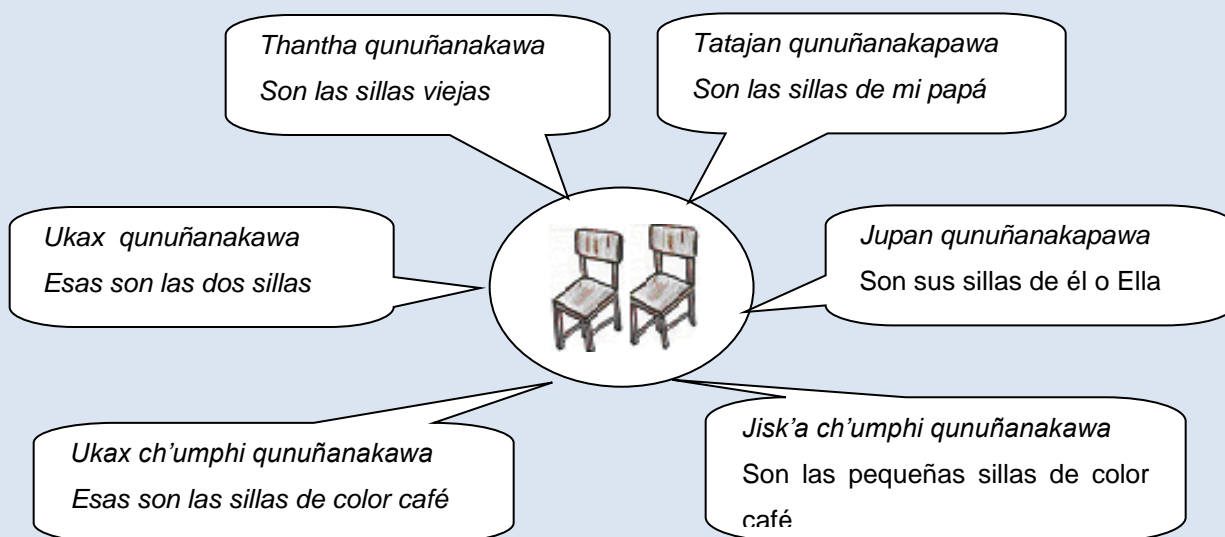 Thantha qunuñanakawa
Son las sillas viejas
Tatajan qunuñanakapawa
Son las sillas de mi papá
Ukax qunuñanakawa
Esas son las dos sillas
Jupan qunuñanakapawa
Son sus sillas de él o Ella
Ukax ch'umphi qunuñanakawa
Esas son las sillas de color café
Jisk'a ch'umphi qunuñanakawa
Son las pequeñas sillas de color
café